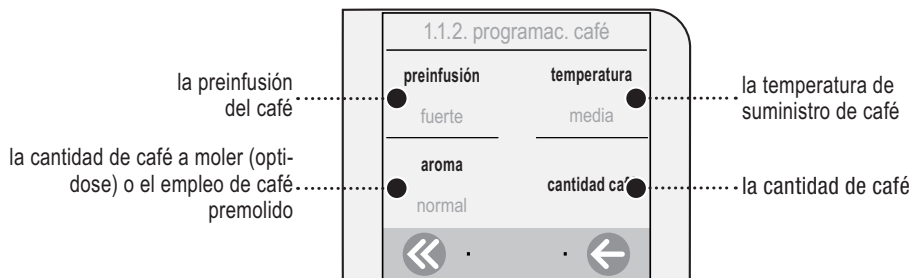 1.1.2. programac. café
la preinfusión
del café
preinfusión
fuerte
temperatura
media
la temperatura de
suministro de café
la cantidad de café a moler (opti-
dose) o el empleo de café
premolido
aroma
normal
cantidad
la cantidad de café